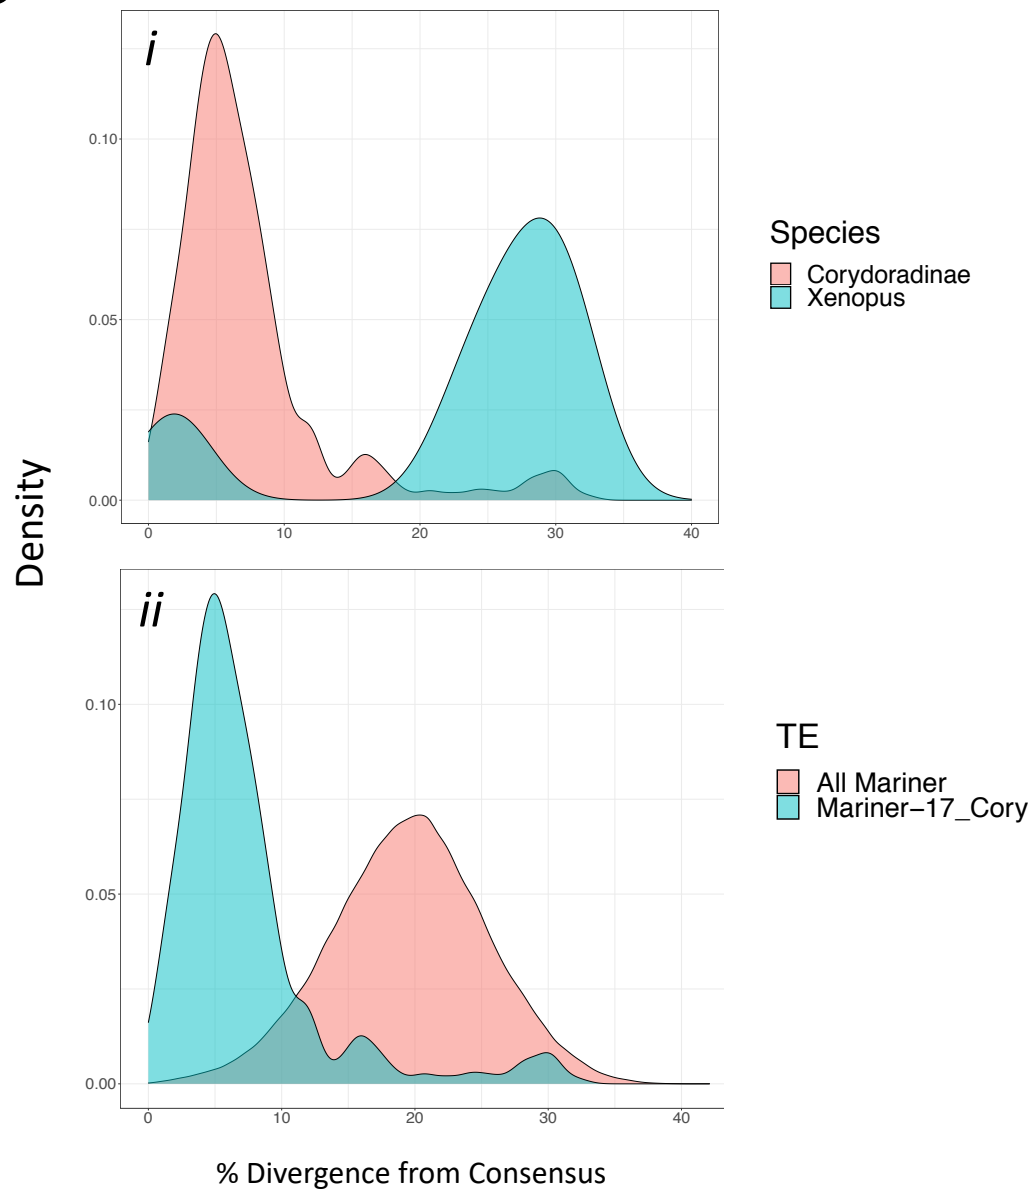 i
0.10
0.05
0.00
0 10 20 30 40
Species
Corydoradinae
Xenopus
Density
ii
0.10
0.05
0.00
0 10 20 30 40
TE
All Mariner
Mariner–17_Cory
% Divergence from Consensus